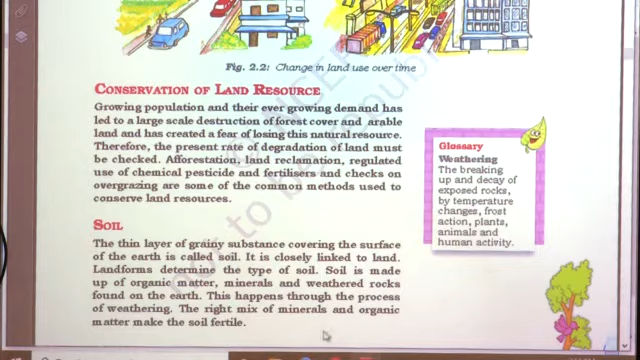 Fig. 2.2: Change in land use over time
CONSERVATION OF LAND RESOURCE
Growing population and their ever growing demand has
led to a large scale destruction of forest cover and arable
land and has created a fear of losing this natural resource.
Therefore, the present rate of degradation of land must
be checked. Afforestation, land reclamation, regulated
use of chemical pesticide and fertilisers and checks on
overgrazing are some of the common methods used to
conserve land resources.
SOIL
The thin layer of grainy substance covering the surface
of the earth is called soil. It is closely linked to land.
Landforms determine the type of soil. Soil is made
up of organic matter, minerals and weathered rocks
found on the earth. This happens through the process
of weathering. The right mix of minerals and organic
matter make the soil fertile.
Glossary
Weathering
The breaking
up and decay of
exposed rocks,
by temperature
changes, frost
action, plants,
animals and
human activity.
not to be republi